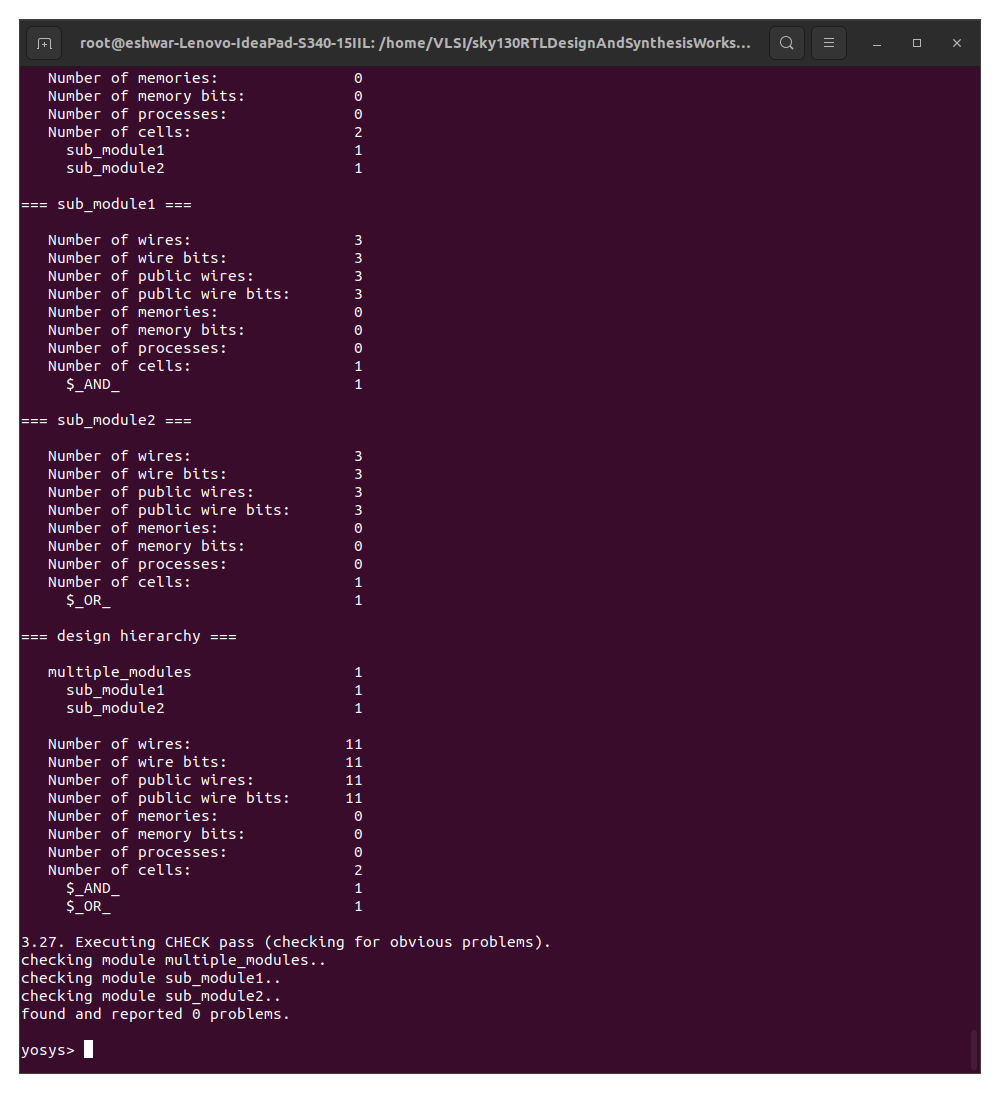 root@eshwar-Lenovo-IdeaPad-S340-15IIL: /home/VLSI/sky130RTLDesignAndSynthesisWorks...
Number of memories: 0
Number of memory bits: 0
Number of processes: 0
Number of cells: 2
sub_module1 1
sub_module2 1
=== sub_module1 ===
Number of wires: 3
Number of wire bits: 3
Number of public wires: 3
Number of public wire bits: 3
Number of memories: 0
Number of memory bits: 0
Number of processes: 0
Number of cells: 1
$_AND_ 1
=== sub_module2 ===
Number of wires: 3
Number of wire bits: 3
Number of public wires: 3
Number of public wire bits: 3
Number of memories: 0
Number of memory bits: 0
Number of processes: 0
Number of cells: 1
$_OR_ 1
=== design hierarchy ===
multiple_modules 1
sub_module1 1
sub_module2 1
Number of wires: 11
Number of wire bits: 11
Number of public wires: 11
Number of public wire bits: 11
Number of memories: 0
Number of memory bits: 0
Number of processes: 0
Number of cells: 2
$_AND_ 1
$_OR_ 1
3.27. Executing CHECK pass (checking for obvious problems).
checking module multiple_modules..
checking module sub_module1..
checking module sub_module2..
found and reported 0 problems.
yosys>